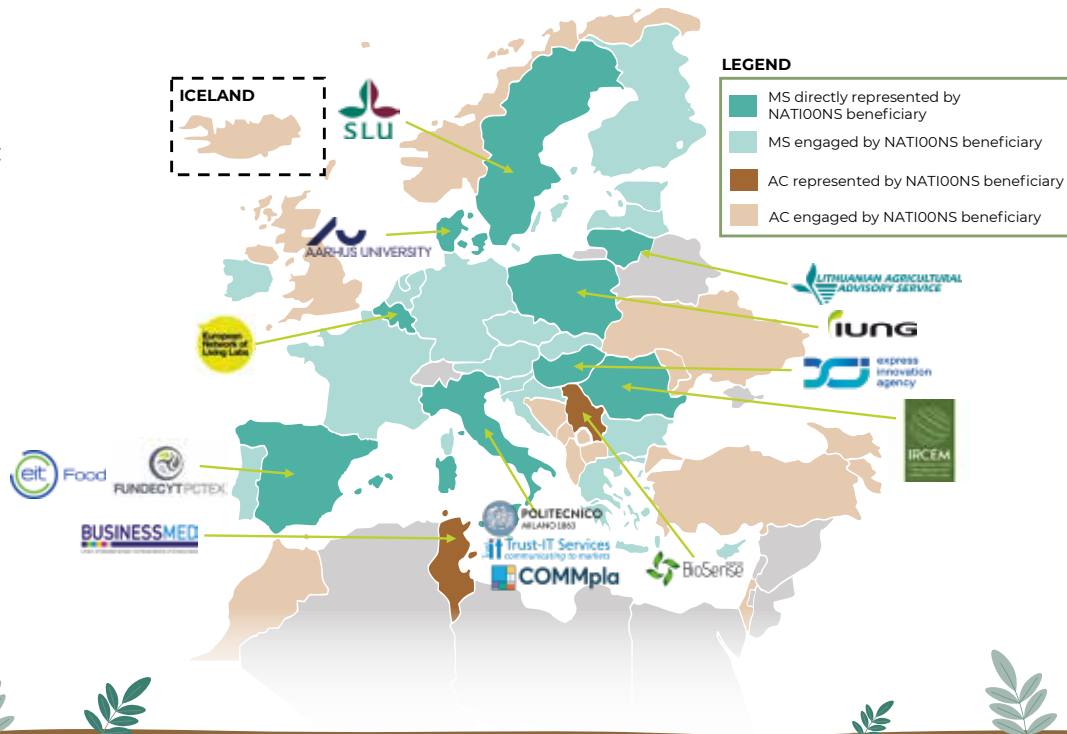 ICELAND
SLU
LEGEND
MS directly represented by
NATI00NS beneficiary
MS engaged by NATI00NS beneficiary
AC represented by NATI00NS beneficiary
AC engaged by NATI00NS beneficiary
AARHUS UNIVERSITY
LITHUANIAN AGRICULTURAL
ADVISORY SERVICE
IUNG
European
Network of
Living Labs
express
innovation
agency
IRCEM
eit Food
FUNDECYT PCTEX
BUSINESSMED
POLITECNICO
MILANO 1863
Trust-IT Services
communicating to markets
COMMpla
BioSense